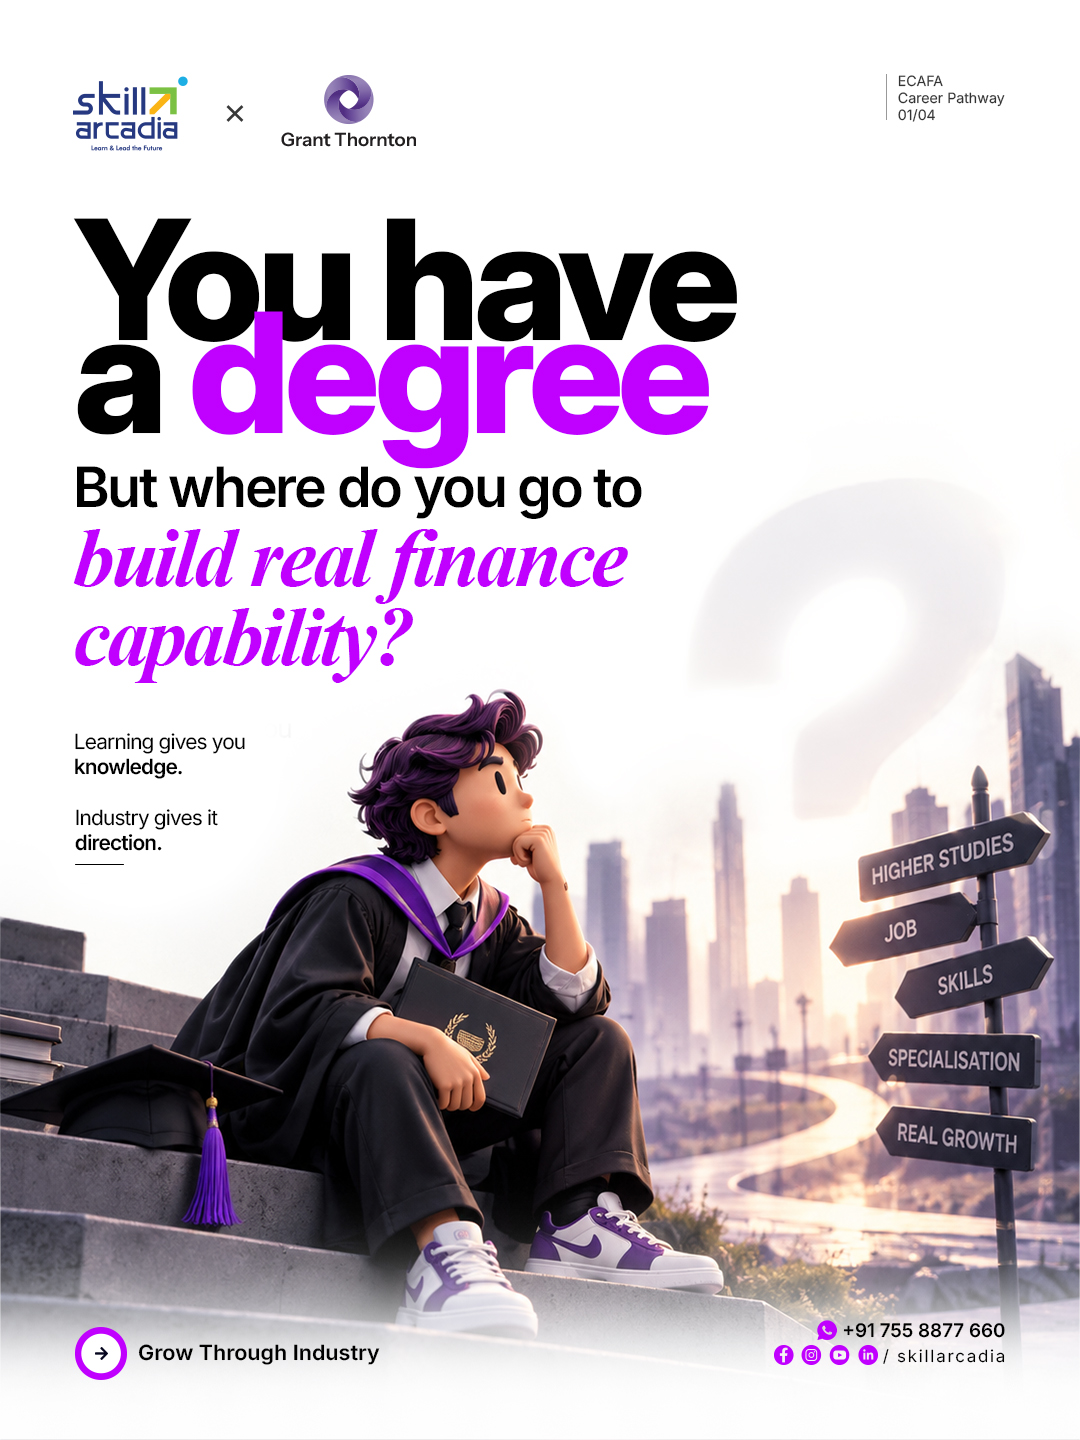 skill
arcadia
Learn & Lead the Future
×
Grant Thornton
ECAFA
Career Pathway
01/04
You have
a degree
But where do you go to
build real finance
capability?
Learning gives you
knowledge.
Industry gives it
direction.
HIGHER STUDIES
JOB
SKILLS
SPECIALISATION
REAL GROWTH
Grow Through Industry
+91 755 8877 660
/ skillarcadia